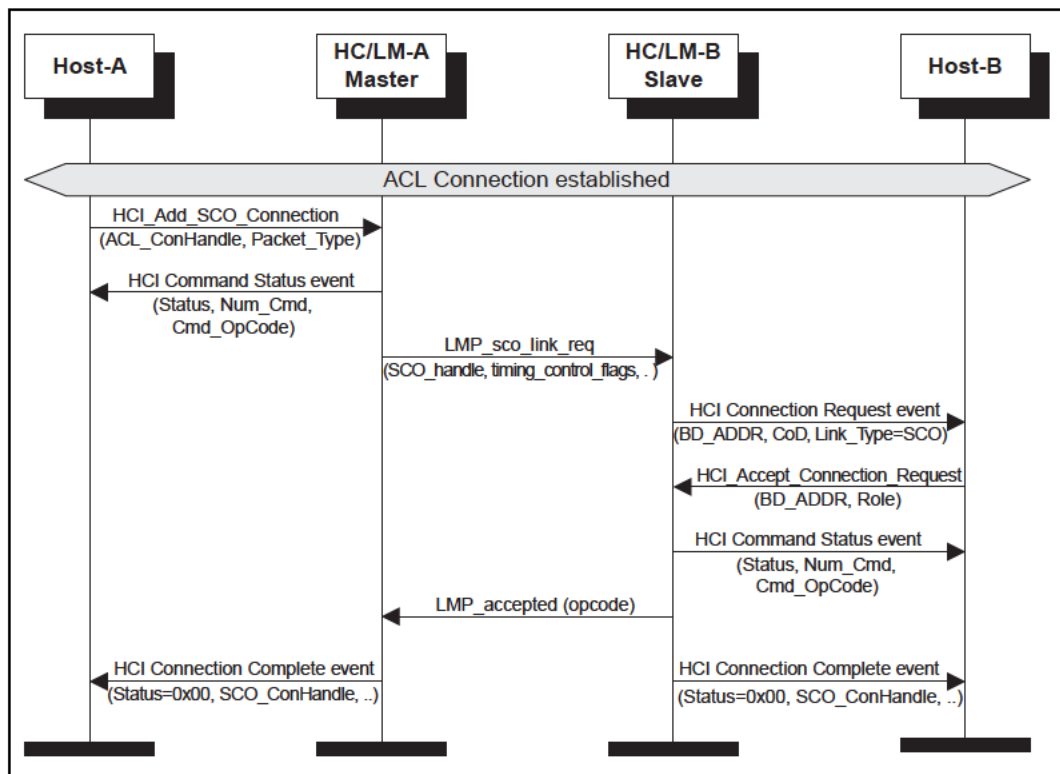 Host-A
HC/LM-A
Master
HC/LM-B
Slave
Host-B
ACL Connection established
HCI_Add_SCO_Connection
(ACL_ConHandle, Packet_Type)
HCI Command Status event
(Status, Num_Cmd,
Cmd_OpCode)
LMP_sco_link_req
(SCO_handle, timing_control_flags, . )
HCI Connection Request event
(BD_ADDR, CoD, Link_Type=SCO)
HCI_Accept_Connection_Request
(BD_ADDR, Role)
HCI Command Status event
(Status, Num_Cmd,
Cmd_OpCode)
LMP_accepted (opcode)
HCI Connection Complete event
(Status=0x00, SCO_ConHandle, ..)
HCI Connection Complete event
(Status=0x00, SCO_ConHandle, ..)